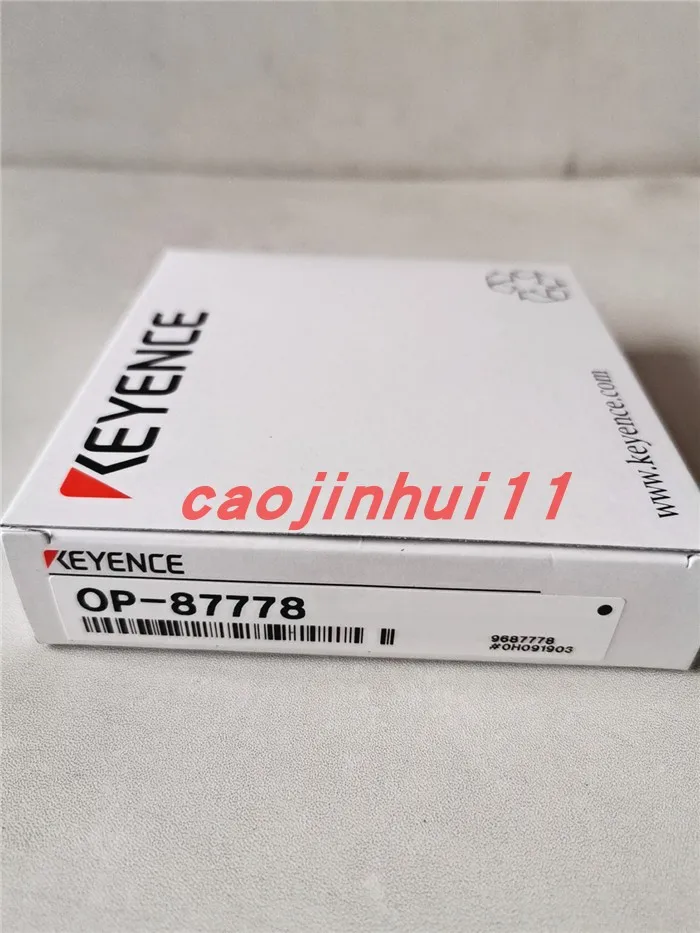 KEYENCE
www.keyence.com
caojinhui11
KEYENCE
OP-87778
9687778
#0H091903